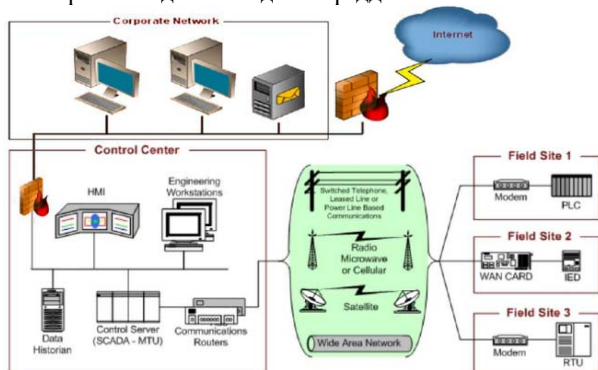 Corporate Network
Internet
Control Center
HMI
Engineering
Workstations
Data
Historian
Control Server
(SCADA - MTU)
Communications
Routers
Switched Telephone,
Leased Line or
Power Line Based
Communications
Radio
Microwave
or Cellular
Satellite
Wide Area Network
Field Site 1
Modem
PLC
Field Site 2
WAN CARD
IED
Field Site 3
Modem
RTU